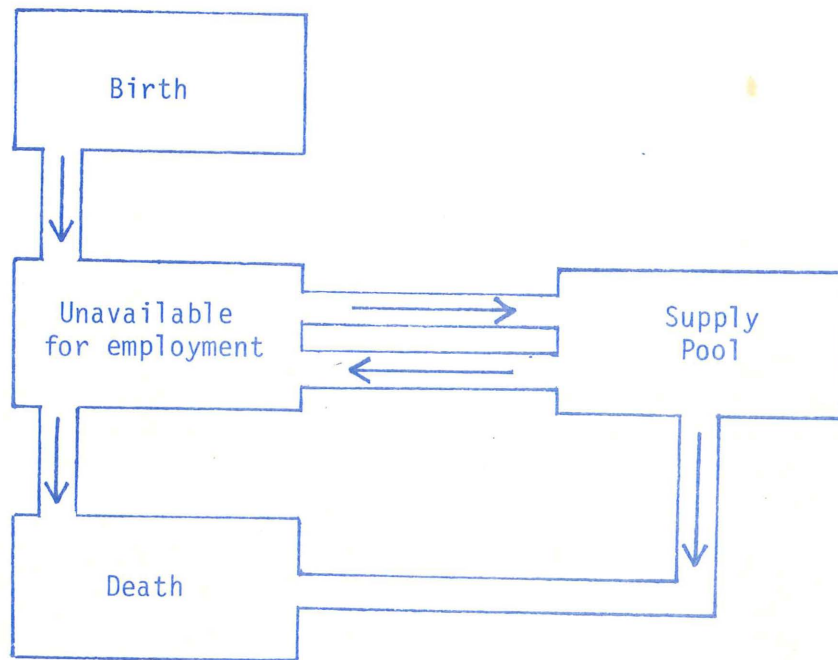 Birth
Unavailable
for employment
Supply
Pool
Death